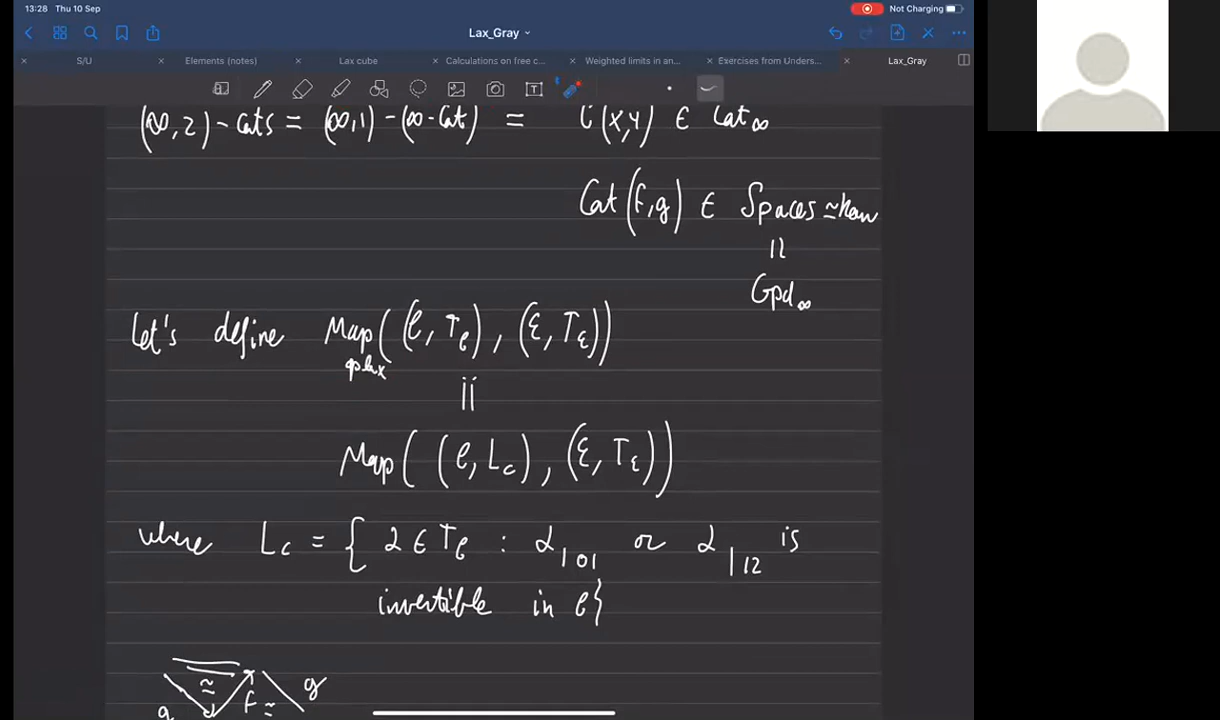 13:28 Thu 10 Sep
Not Charging
Lax_Gray
S/U
Elements (notes)
Lax cube
Calculations on free c...
Weighted limits in an...
Exercises from Unders...
Lax_Gray
(∞,2)-Cats = (∞,1)-(∞-Cat) = C(x,y) ∈ Cat∞
Cat(f,g) ∈ Spaces ≃ Kan
Gpd∞
Let's define Map((C, T_C), (E, T_E))
oplax
=
Map((C, L_C), (E, T_E))
where L_C = { α ∈ T_C : α|01 or α|12 is
invertible in C}
≃ f ≃ g
g